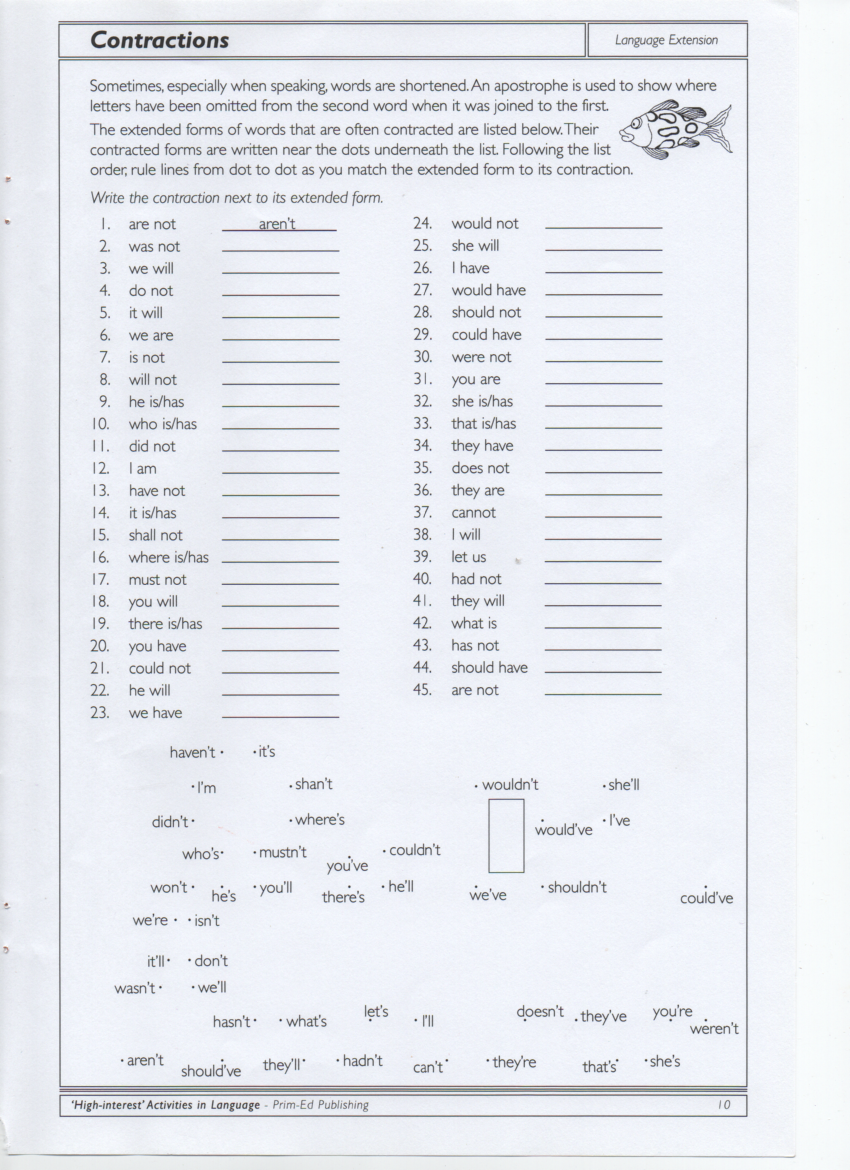 Contractions
Language Extension
Sometimes, especially when speaking, words are shortened. An apostrophe is used to show where
letters have been omitted from the second word when it was joined to the first.
The extended forms of words that are often contracted are listed below. Their
contracted forms are written near the dots underneath the list. Following the list
order, rule lines from dot to dot as you match the extended form to its contraction.
Write the contraction next to its extended form.
1. are not aren't
2. was not
3. we will
4. do not
5. it will
6. we are
7. is not
8. will not
9. he is/has
10. who is/has
11. did not
12. I am
13. have not
14. it is/has
15. shall not
16. where is/has
17. must not
18. you will
19. there is/has
20. you have
21. could not
22. he will
23. we have
24. would not
25. she will
26. I have
27. would have
28. should not
29. could have
30. were not
31. you are
32. she is/has
33. that is/has
34. they have
35. does not
36. they are
37. cannot
38. I will
39. let us
40. had not
41. they will
42. what is
43. has not
44. should have
45. are not
haven't it's
I'm shan't wouldn't she'll
didn't where's would've I've
who's mustn't you've couldn't
won't he's you'll there's he'll we've shouldn't could've
we're isn't
it'll don't
wasn't we'll
hasn't what's let's I'll doesn't they've you're weren't
aren't should've they'll hadn't can't they're that's she's
'High-interest' Activities in Language - Prim-Ed Publishing
10